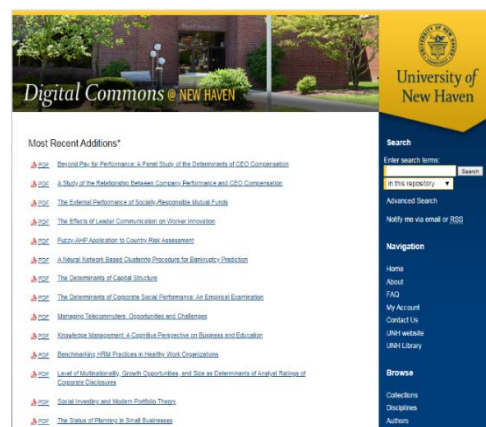 Digital Commons @ NEW HAVEN
University of
New Haven
Most Recent Additions*
PDF Beyond Pay for Performance: A Panel Study of the Determinants of CEO Compensation
PDF A Study of the Relationship Between Company Performance and CEO Compensation
PDF The External Performance of Socially-Responsible Mutual Funds
PDF The Effects of Leader Communication on Worker Innovation
PDF Fuzzy-AHP Application to Country Risk Assessment
PDF A Neural Network Based Clustering Procedure for Bankruptcy Prediction
PDF The Determinants of Capital Structure
PDF The Determinants of Corporate Social Performance: An Empirical Examination
PDF Managing Telecommuters: Opportunities and Challenges
PDF Knowledge Management: A Cognitive Perspective on Business and Education
PDF Benchmarking HRM Practices in Healthy Work Organizations
PDF Level of Multinationality, Growth Opportunities, and Size as Determinants of Analyst Ratings of
Corporate Disclosures
PDF Social Investing and Modern Portfolio Theory
PDF The Status of Planning in Small Businesses
Search
Enter search terms:
Search
in this repository
Advanced Search
Notify me via email or RSS
Navigation
Home
About
FAQ
My Account
Contact Us
UNH website
UNH Library
Browse
Collections
Disciplines
Authors